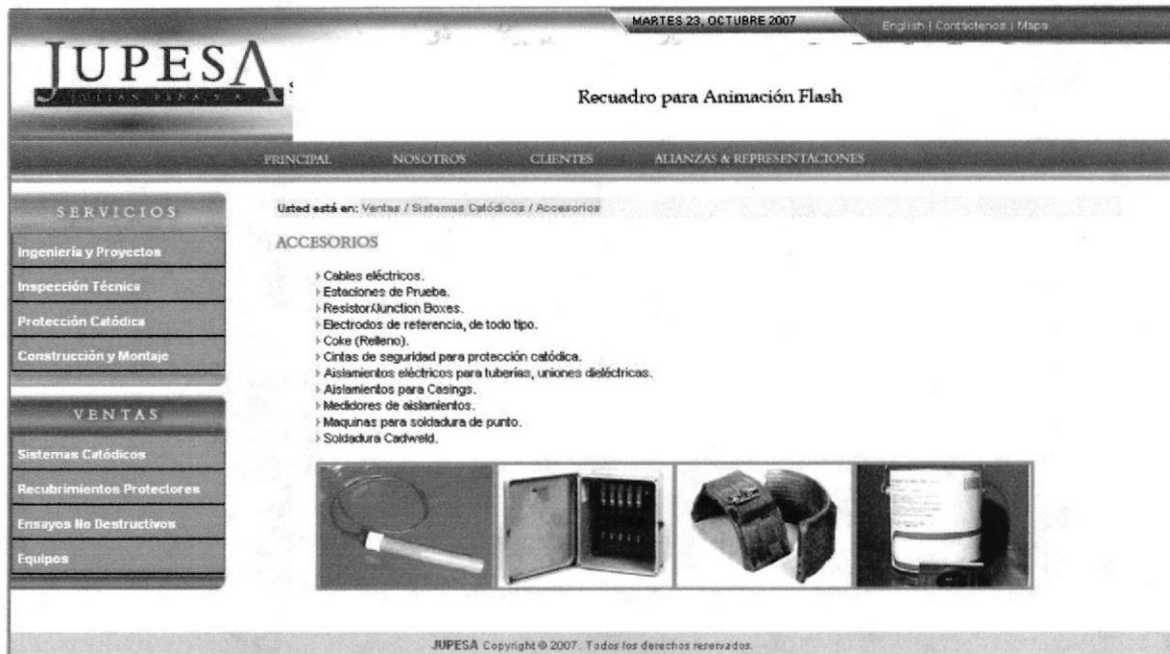 MARTES 23, OCTUBRE 2007
English | Contáctenos | Mapa
JUPESA
JULIAN PEÑA S.A.
Recuadro para Animación Flash
PRINCIPAL NOSOTROS CLIENTES ALIANZAS & REPRESENTACIONES
SERVICIOS
Ingeniería y Proyectos
Inspección Técnica
Protección Catódica
Construcción y Montaje
VENTAS
Sistemas Catódicos
Recubrimientos Protectores
Ensayos No Destructivos
Equipos
Usted está en: Ventas / Sistemas Catódicos / Accesorios
ACCESORIOS
Cables eléctricos.
Estaciones de Prueba.
Resistor/Junction Boxes.
Electrodos de referencia, de todo tipo.
Coke (Relleno).
Cintas de seguridad para protección catódica.
Aislamientos eléctricos para tuberías, uniones dieléctricas.
Aislamientos para Casings.
Medidores de aislamientos.
Maquinas para soldadura de punto.
Soldadura Cadweld.
JUPESA Copyright © 2007. Todos los derechos reservados.